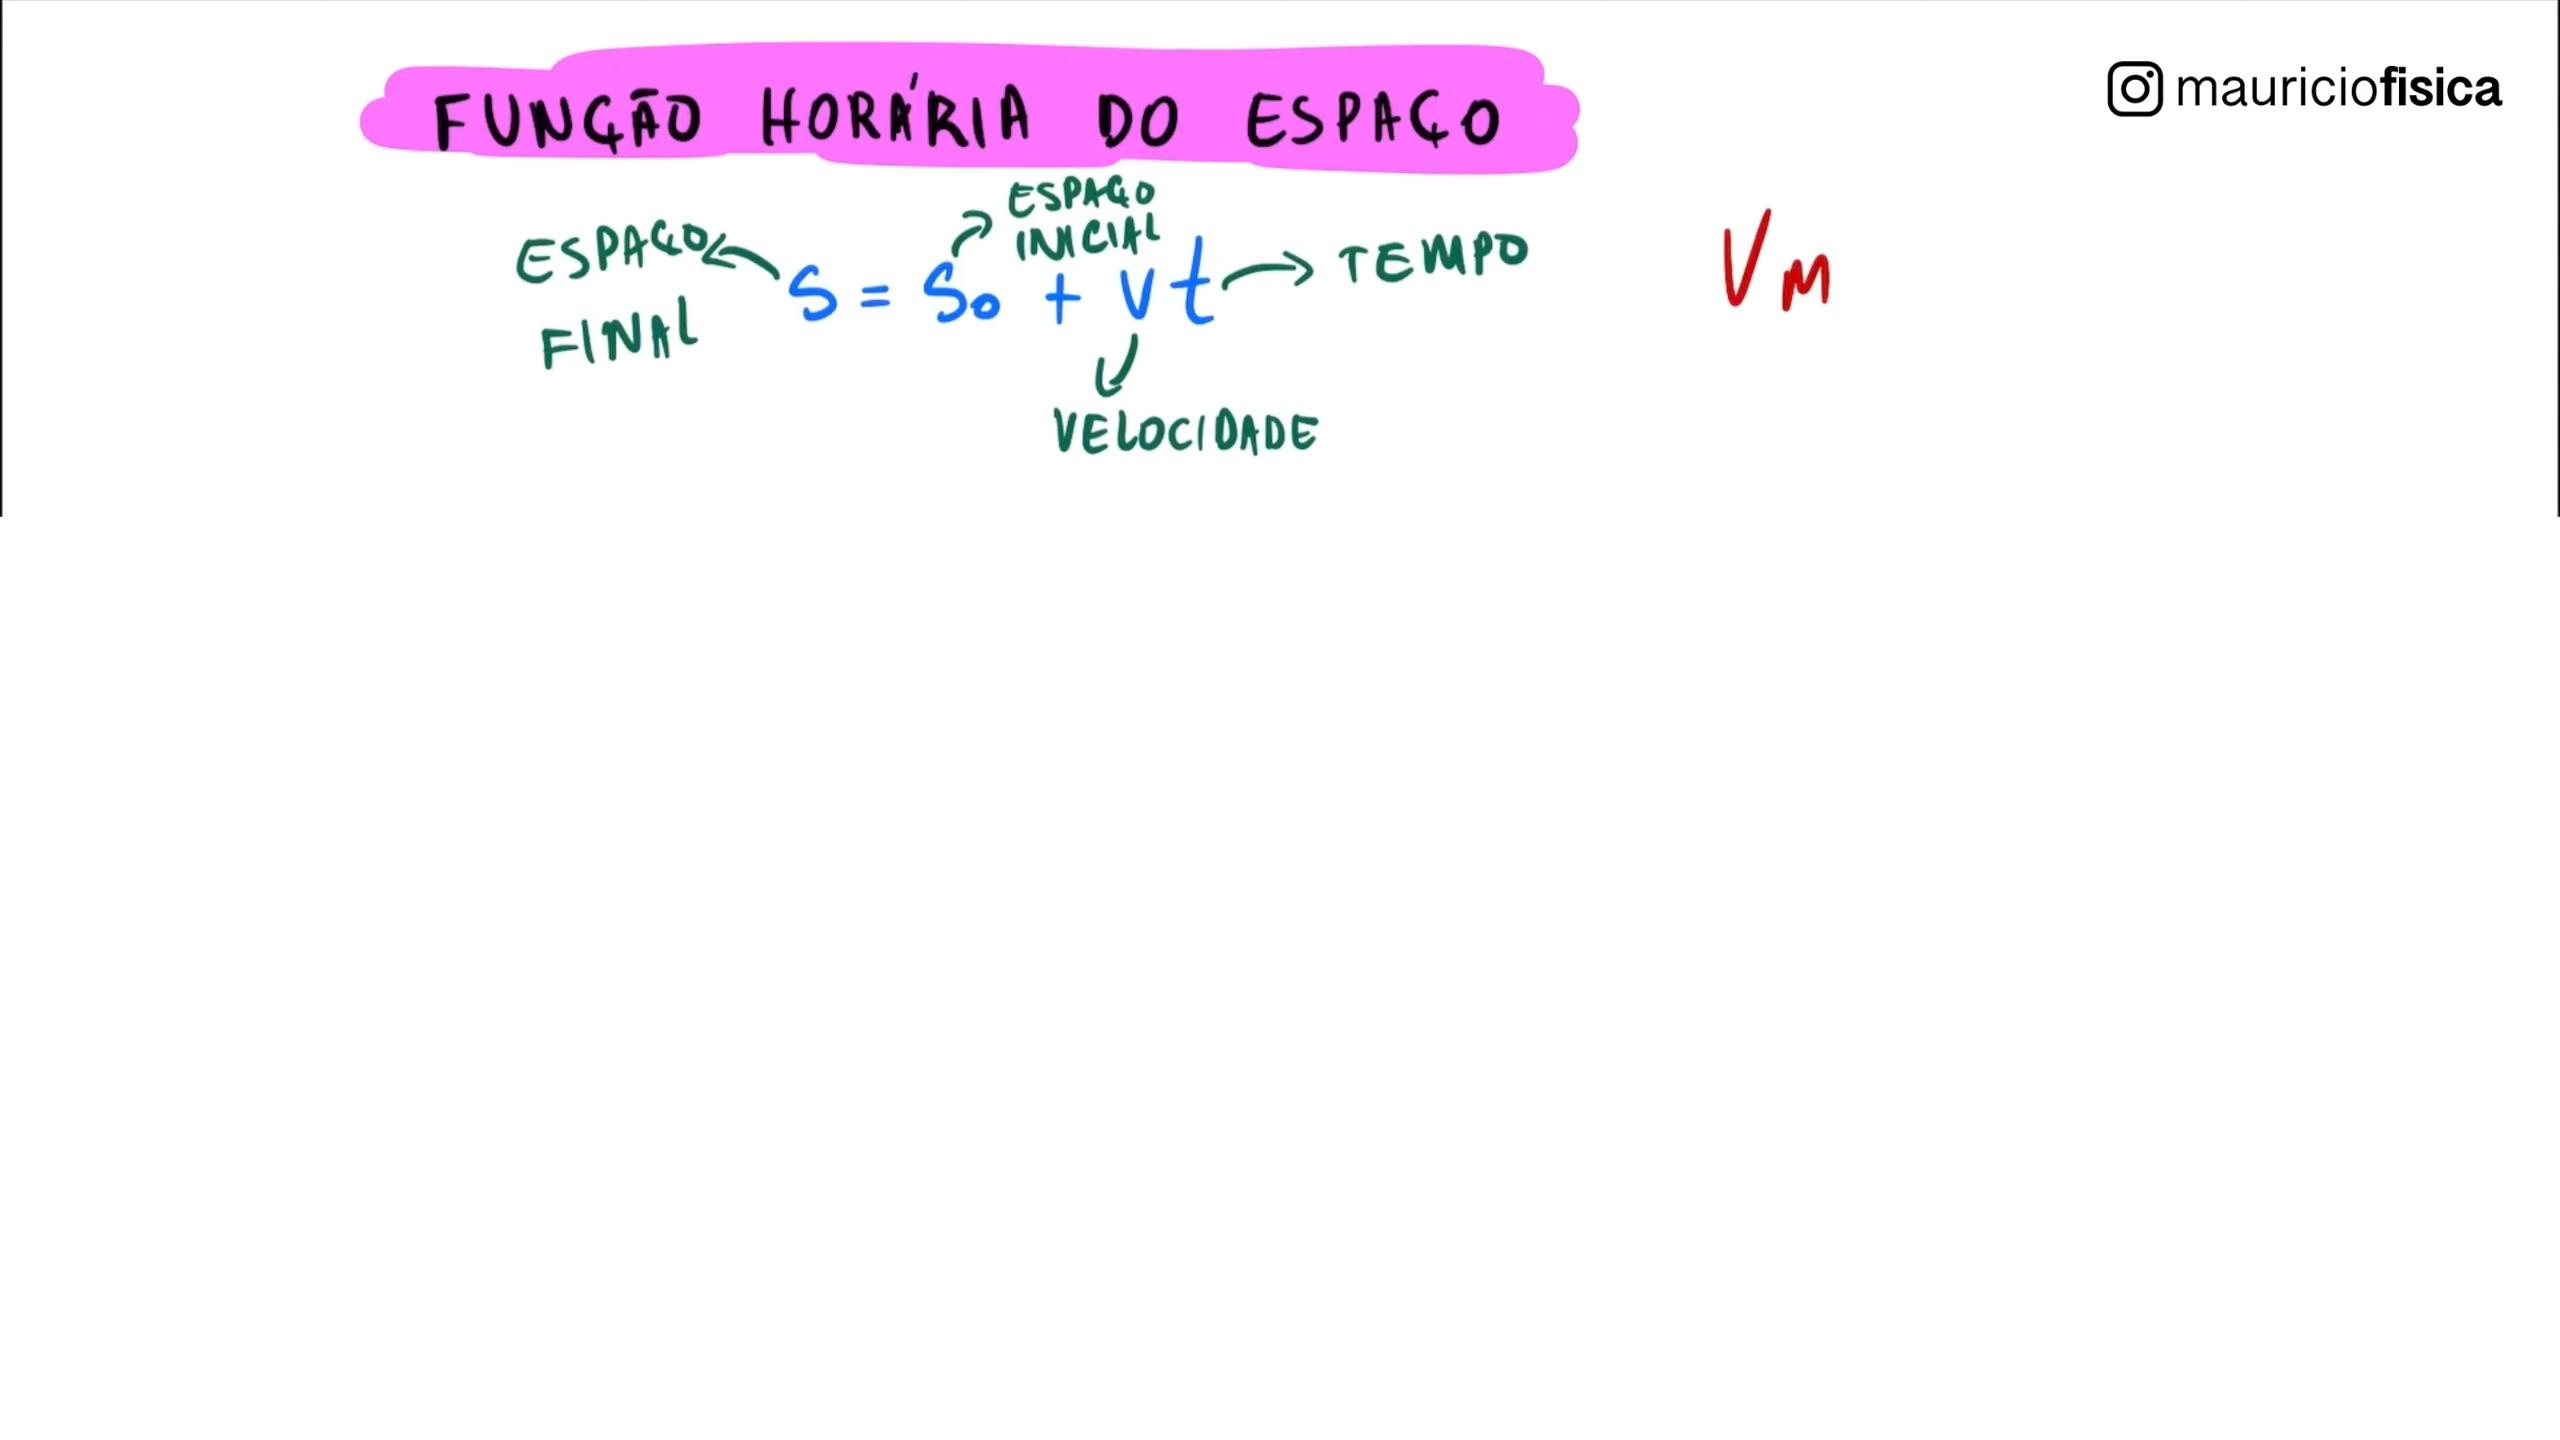 FUNÇÃO HORÁRIA DO ESPAÇO
mauriciofisica
ESPAÇO
INICIAL
ESPAÇO
FINAL
S = S₀ + vt
TEMPO
VM
VELOCIDADE